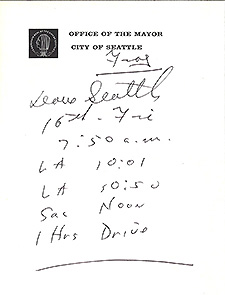 OFFICE OF THE MAYOR
CITY OF SEATTLE
Leave Seattle
16th - Fri
7:50 a.m.
LA 10:01
LA 10:50
Sac Noon
1 Hrs Drive